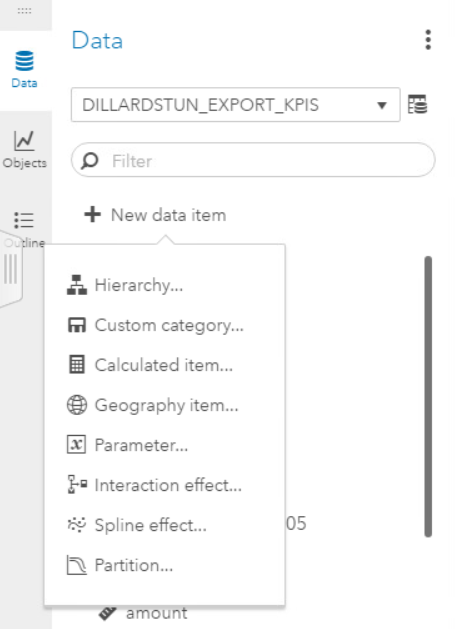 Data
Data
DILLARDSTUN_EXPORT_KPIS
Objects
Filter
New data item
Outline
Hierarchy...
Custom category...
Calculated item...
Geography item...
Parameter...
Interaction effect...
Spline effect...
05
Partition...
amount